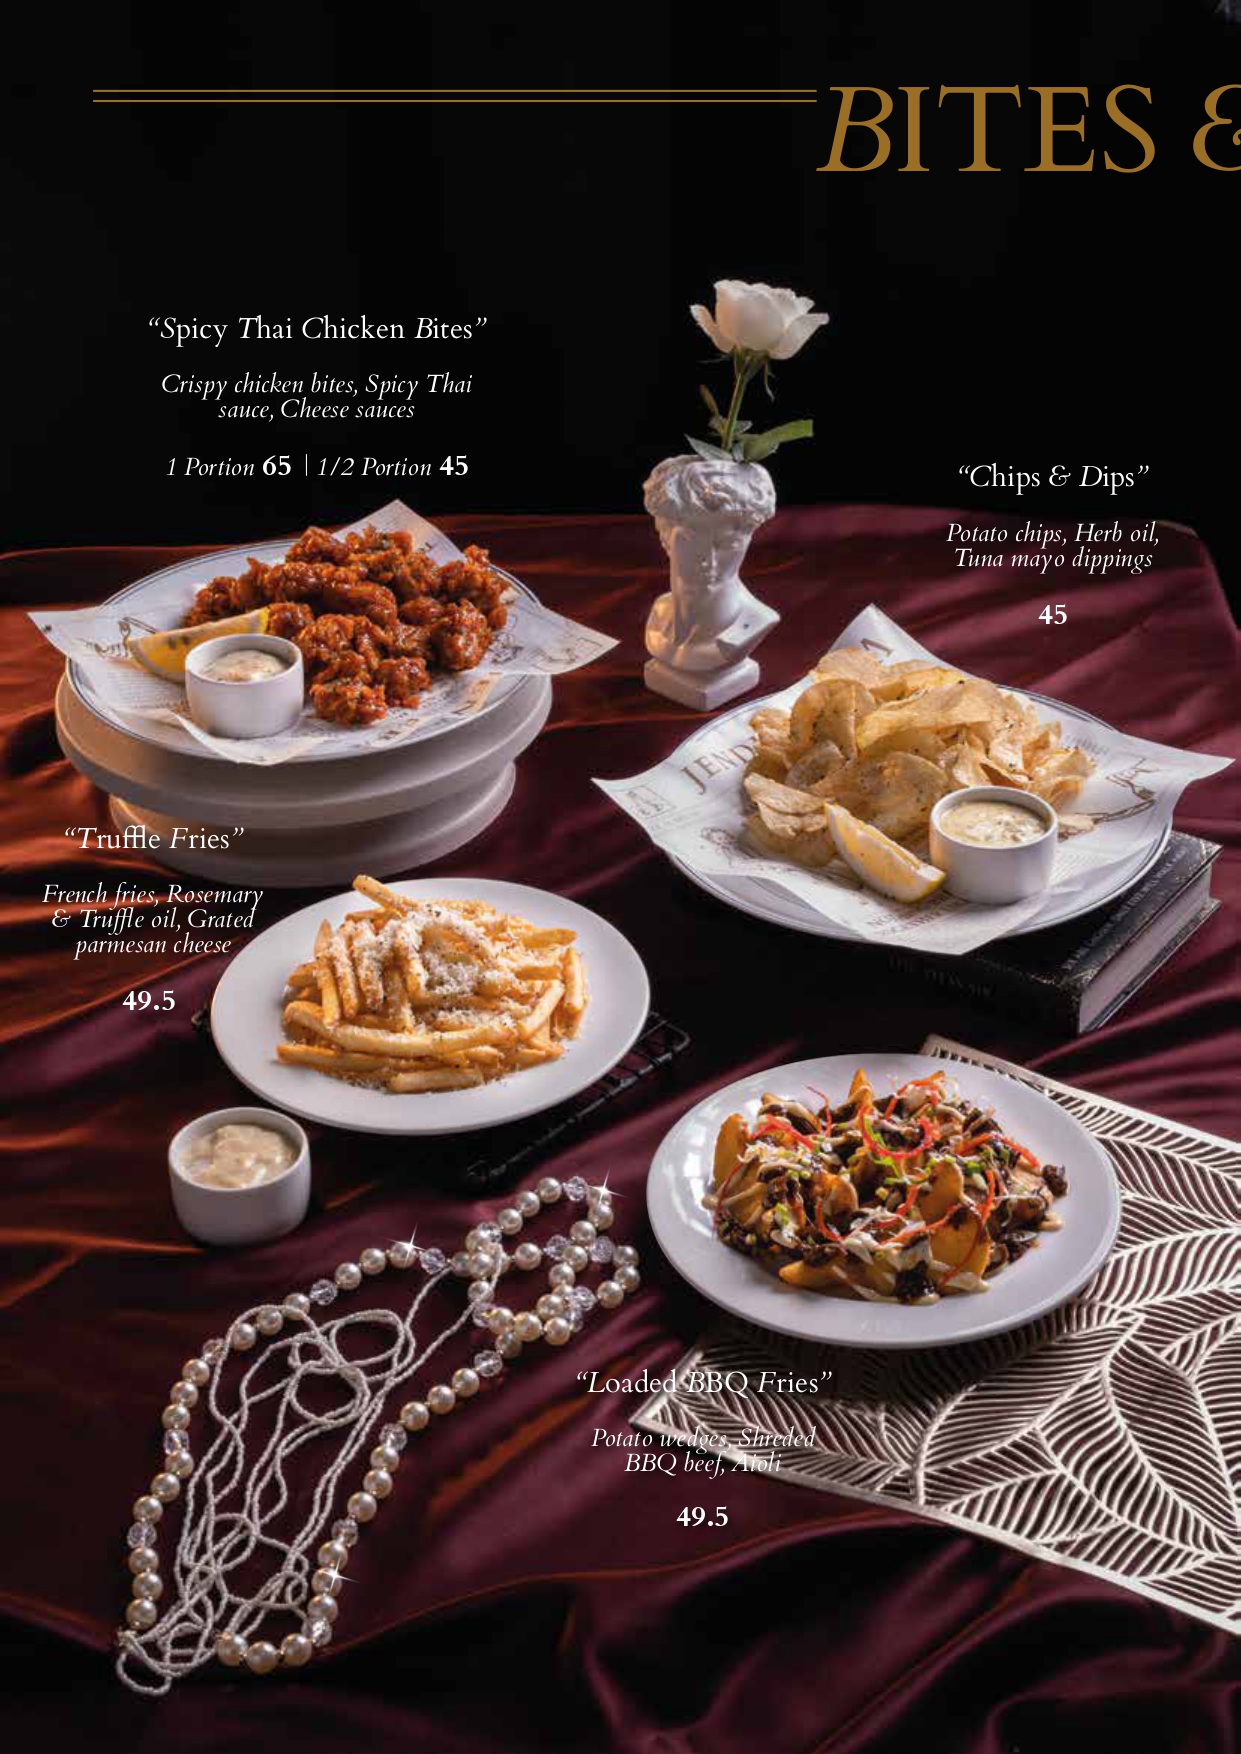 BITES &
“Spicy Thai Chicken Bites”
Crispy chicken bites, Spicy Thai
sauce, Cheese sauces
1 Portion 65 | 1/2 Portion 45
“Chips & Dips”
Potato chips, Herb oil,
Tuna mayo dippings
45
“Truffle Fries”
French fries, Rosemary
& Truffle oil, Grated
parmesan cheese
49.5
“Loaded BBQ Fries”
Potato wedges, Shreded
BBQ beef, Aioli
49.5